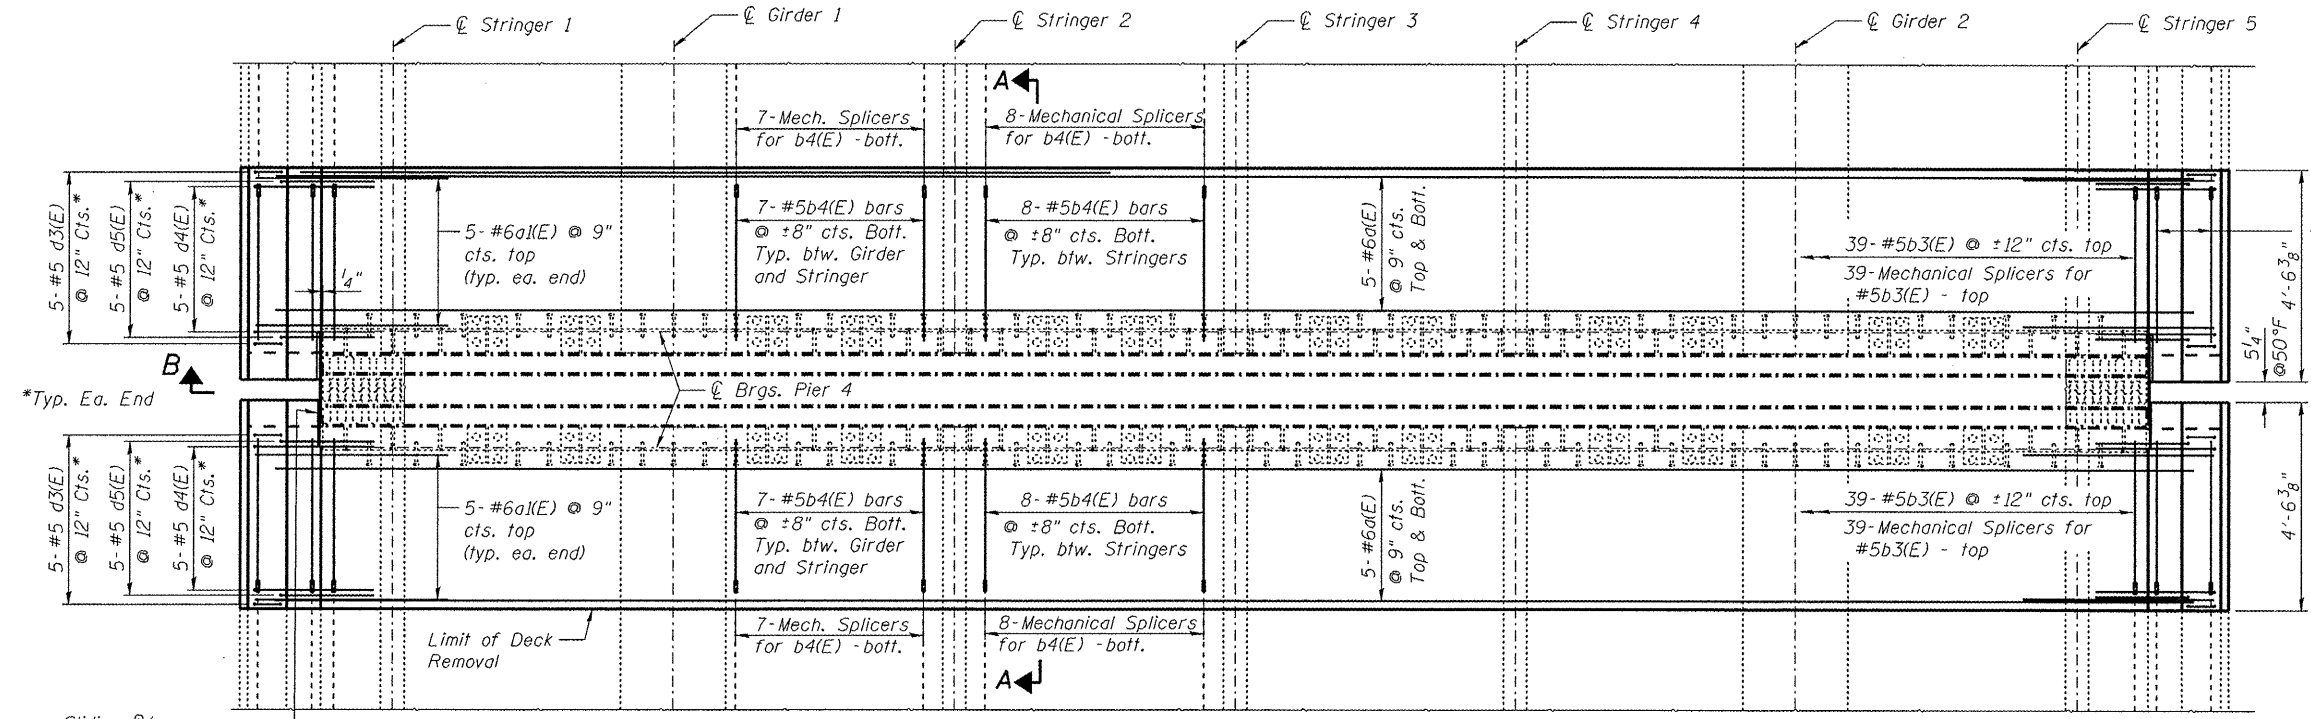 ℄ Stringer 1
℄ Girder 1
℄ Stringer 2
℄ Stringer 3
℄ Stringer 4
℄ Girder 2
℄ Stringer 5
A
7-Mech. Splicers
for b4(E) -bott.
8-Mechanical Splicers
for b4(E) -bott.
5-#5 d3(E)
@ 12" Cts.*
5-#5 d5(E)
@ 12" Cts.*
5-#5 d4(E)
@ 12" Cts.*
1/4"
5-#6a1(E) @ 9"
cts. top
(typ. ea. end)
7-#5b4(E) bars
@ ±8" cts. Bott.
Typ. btw. Girder
and Stringer
8-#5b4(E) bars
@ ±8" cts. Bott.
Typ. btw. Stringers
5-#6a(E)
@ 9" cts.
Top & Bott.
39-#5b3(E) @ ±12" cts. top
39-Mechanical Splicers for
#5b3(E) - top
4'-6 3/8"
5 1/4"
@50°F
B
*Typ. Ea. End
℄ Brgs. Pier 4
5-#5 d3(E)
@ 12" Cts.*
5-#5 d5(E)
@ 12" Cts.*
5-#5 d4(E)
@ 12" Cts.*
5-#6a1(E) @ 9"
cts. top
(typ. ea. end)
7-#5b4(E) bars
@ ±8" cts. Bott.
Typ. btw. Girder
and Stringer
8-#5b4(E) bars
@ ±8" cts. Bott.
Typ. btw. Stringers
5-#6a(E)
@ 9" cts.
Top & Bott.
39-#5b3(E) @ ±12" cts. top
39-Mechanical Splicers for
#5b3(E) - top
4'-6 3/8"
Limit of Deck
Removal
7-Mech. Splicers
for b4(E) -bott.
8-Mechanical Splicers
for b4(E) -bott.
A